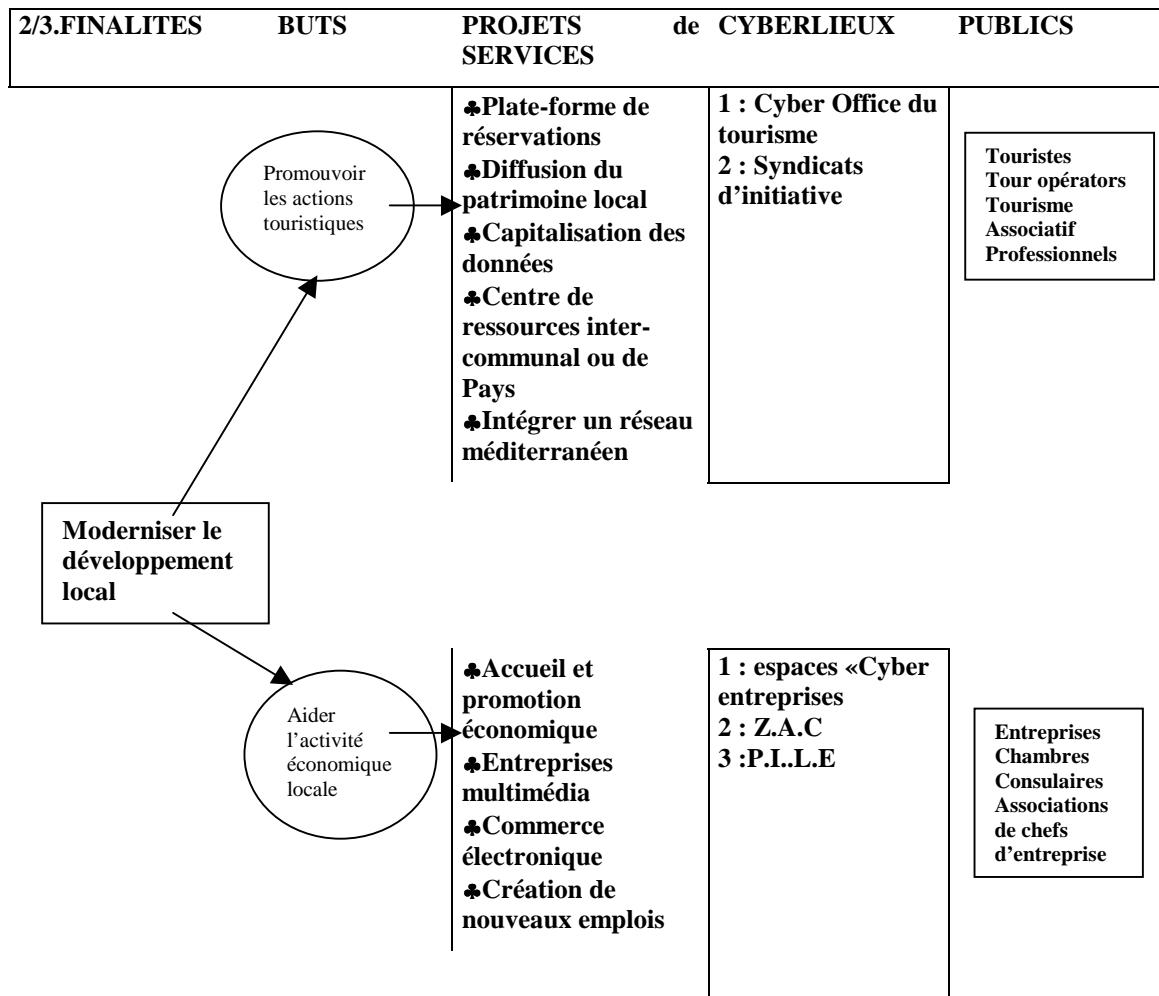 2/3.FINALITES BUTS PROJETS de CYBERLIEUX PUBLICS
SERVICES
Promouvoir
les actions
touristiques
♣Plate-forme de
réservations
♣Diffusion du
patrimoine local
♣Capitalisation des
données
♣Centre de
ressources inter-
communal ou de
Pays
♣Intégrer un réseau
méditerranéen
1 : Cyber Office du
tourisme
2 : Syndicats
d’initiative
Touristes
Tour opérators
Tourisme
Associatif
Professionnels
Moderniser le
développement
local
Aider
l’activité
économique
locale
♣Accueil et
promotion
économique
♣Entreprises
multimédia
♣Commerce
électronique
♣Création de
nouveaux emplois
1 : espaces «Cyber
entreprises
2 : Z.A.C
3 :P.I..L.E
Entreprises
Chambres
Consulaires
Associations
de chefs
d’entreprise